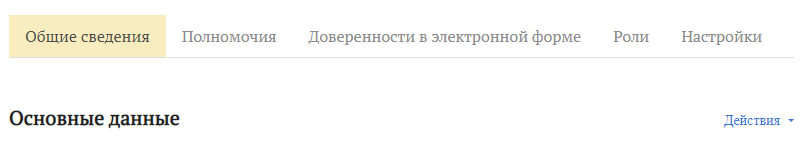 Общие сведения Полномочия Доверенности в электронной форме Роли Настройки
Основные данные Действия